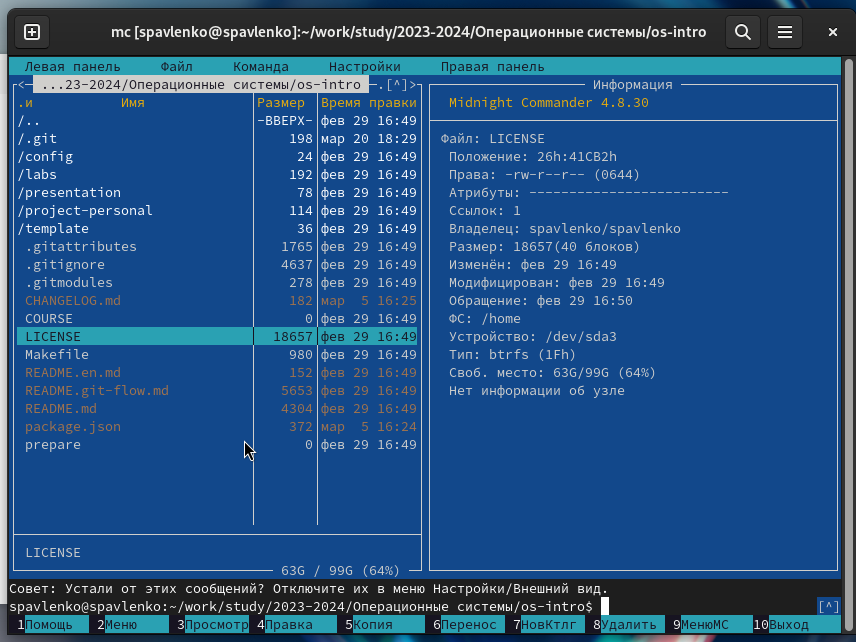 mc [spavlenko@spavlenko]:~/work/study/2023-2024/Операционные системы/os-intro
Левая панель Файл Команда Настройки Правая панель
<─ ...23-2024/Операционные системы/os-intro .[^]>
.и Имя Размер Время правки
/.. -ВВЕРХ- фев 29 16:49
/.git 198 мар 20 18:29
/config 24 фев 29 16:49
/labs 192 фев 29 16:49
/presentation 78 фев 29 16:49
/project-personal 114 фев 29 16:49
/template 36 фев 29 16:49
.gitattributes 1765 фев 29 16:49
.gitignore 4637 фев 29 16:49
.gitmodules 278 фев 29 16:49
CHANGELOG.md 182 мар 5 16:25
COURSE 0 фев 29 16:49
LICENSE 18657 фев 29 16:49
Makefile 980 фев 29 16:49
README.en.md 152 фев 29 16:49
README.git-flow.md 5653 фев 29 16:49
README.md 4304 фев 29 16:49
package.json 372 мар 5 16:24
prepare 0 фев 29 16:49
LICENSE
63G / 99G (64%)
Информация
Midnight Commander 4.8.30
Файл: LICENSE
Положение: 26h:41CB2h
Права: -rw-r--r-- (0644)
Атрибуты: -------------------------
Ссылок: 1
Владелец: spavlenko/spavlenko
Размер: 18657(40 блоков)
Изменён: фев 29 16:49
Модифицирован: фев 29 16:49
Обращение: фев 29 16:50
ФС: /home
Устройство: /dev/sda3
Тип: btrfs (1Fh)
Своб. место: 63G/99G (64%)
Нет информации об узле
Совет: Устали от этих сообщений? Отключите их в меню Настройки/Внешний вид.
spavlenko@spavlenko:~/work/study/2023-2024/Операционные системы/os-intro$ [^]
1Помощь 2Меню 3Просмотр 4Правка 5Копия 6Перенос 7НовКтлг 8Удалить 9МенюМС 10Выход